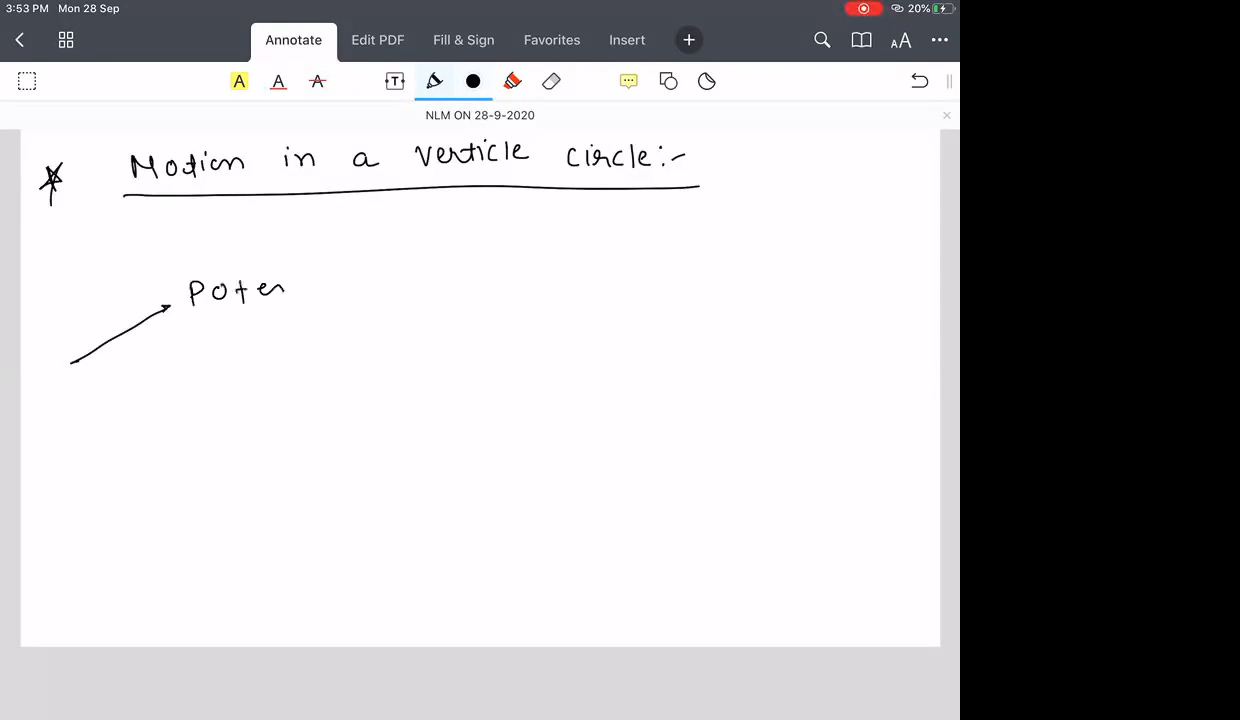 3:53 PM Mon 28 Sep 20%
Annotate Edit PDF Fill & Sign Favorites Insert AA
A A A T
NLM ON 28-9-2020
Motion in a verticle circle:-
Poten